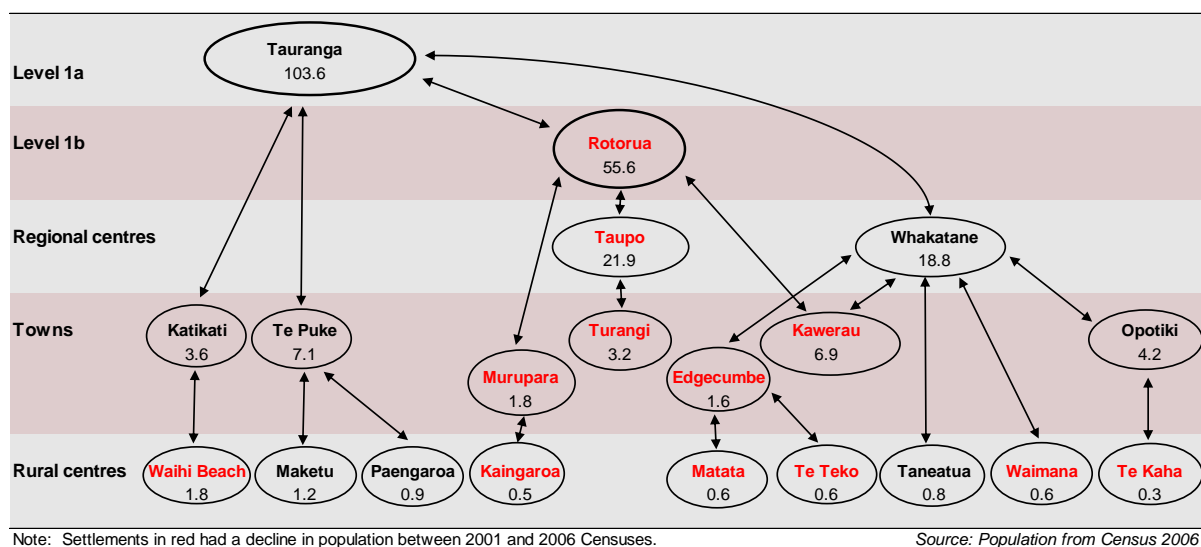 Level 1a
Tauranga
103.6
Level 1b
Rotorua
55.6
Regional centres
Taupo
21.9
Whakatane
18.8
Towns
Katikati
3.6
Te Puke
7.1
Turangi
3.2
Kawerau
6.9
Opotiki
4.2
Murupara
1.8
Edgecumbe
1.6
Rural centres
Waihi Beach
1.8
Maketu
1.2
Paengaroa
0.9
Kaingaroa
0.5
Matata
0.6
Te Teko
0.6
Taneatua
0.8
Waimana
0.6
Te Kaha
0.3
Note: Settlements in red had a decline in population between 2001 and 2006 Censuses.
Source: Population from Census 2006